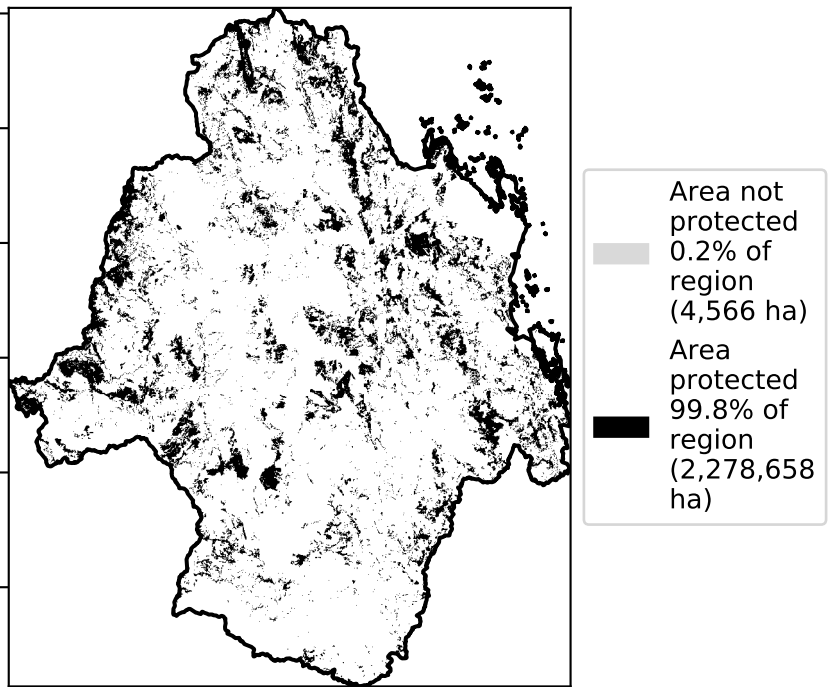 Area not
protected
0.2% of
region
(4,566 ha)
Area
protected
99.8% of
region
(2,278,658
ha)